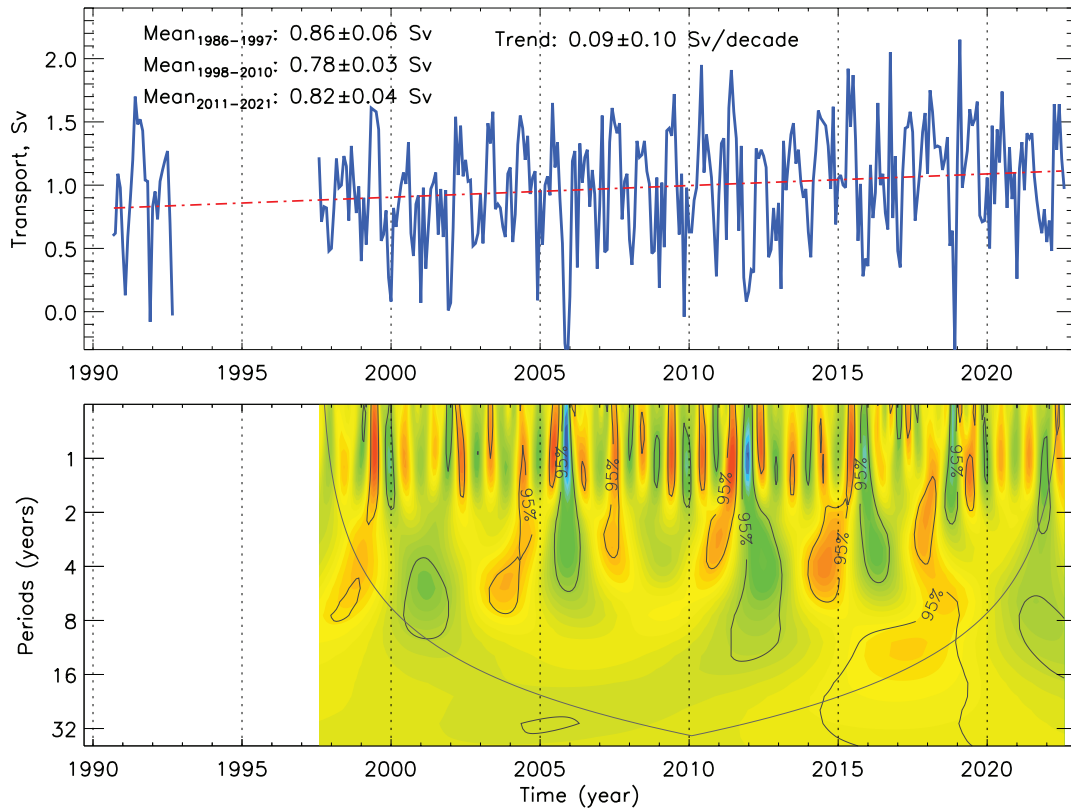 Mean1986−1997: 0.86±0.06 Sv
Trend: 0.09±0.10 Sv/decade
Mean1998−2010: 0.78±0.03 Sv
Mean2011−2021: 0.82±0.04 Sv
Transport, Sv
2.0
1.5
1.0
0.5
0.0
1990 1995 2000 2005 2010 2015 2020
Periods (years)
1
2
4
8
16
32
95%
95%
95%
95%
95%
95%
95%
95%
95%
1990 1995 2000 2005 2010 2015 2020
Time (year)